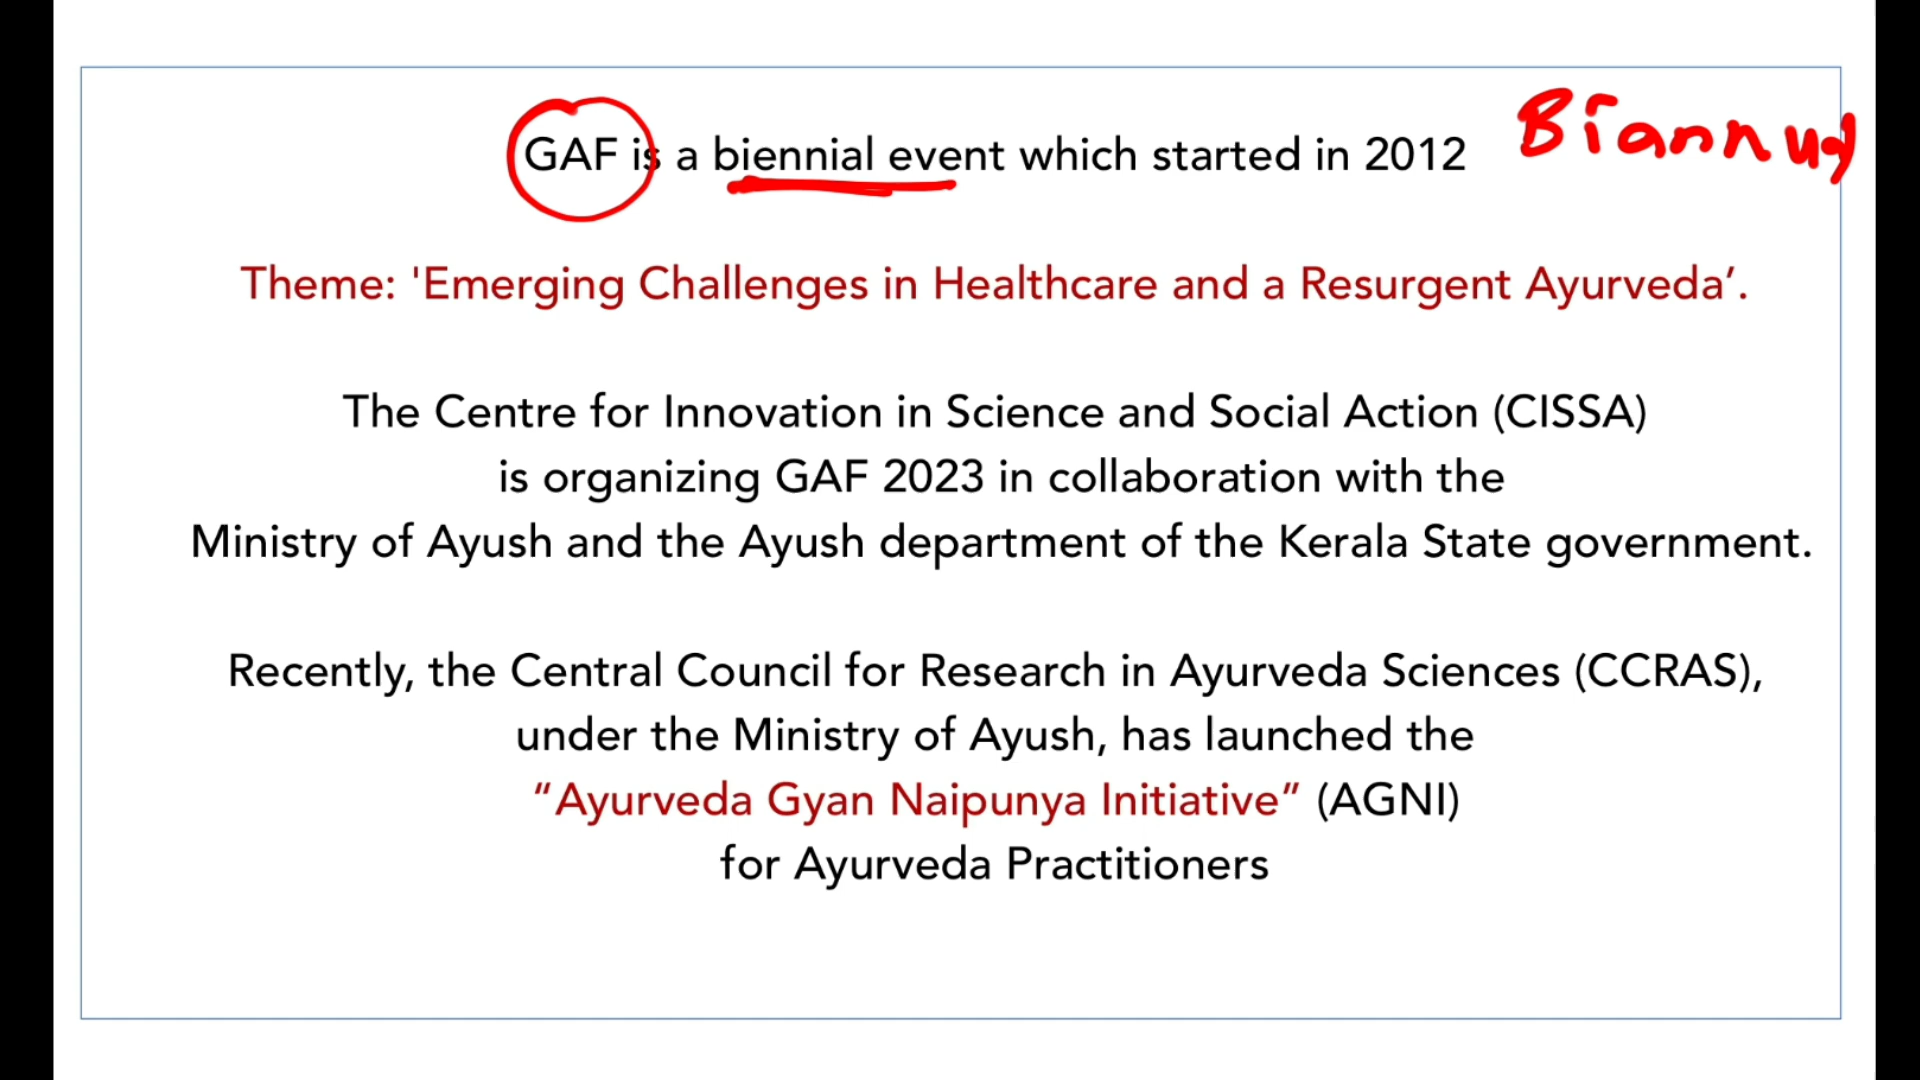 GAF is a biennial event which started in 2012 Biannual
Theme: 'Emerging Challenges in Healthcare and a Resurgent Ayurveda’.
The Centre for Innovation in Science and Social Action (CISSA)
is organizing GAF 2023 in collaboration with the
Ministry of Ayush and the Ayush department of the Kerala State government.
Recently, the Central Council for Research in Ayurveda Sciences (CCRAS),
under the Ministry of Ayush, has launched the
“Ayurveda Gyan Naipunya Initiative” (AGNI)
for Ayurveda Practitioners